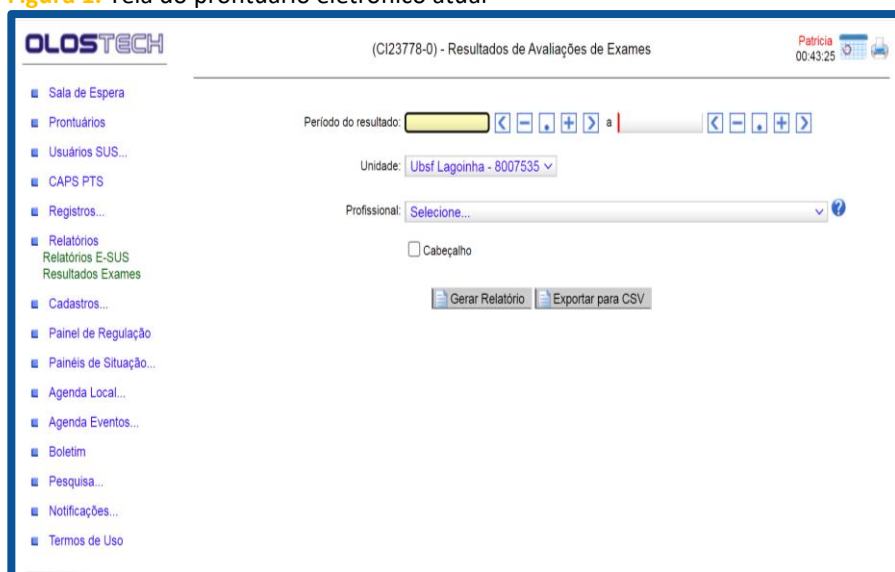 Figura 1. Tela do prontuário eletrônico atual
OLOSTECH
(CI23778-0) - Resultados de Avaliações de Exames
Patricia
00:43:25
Sala de Espera
Prontuários
Usuários SUS...
CAPS PTS
Registros...
Relatórios
Relatórios E-SUS
Resultados Exames
Cadastros...
Painel de Regulação
Painéis de Situação...
Agenda Local...
Agenda Eventos...
Boletim
Pesquisa...
Notificações...
Termos de Uso
Período do resultado: a
Unidade: Ubsf Lagoinha - 8007535
Profissional: Selecione...
Cabeçalho
Gerar Relatório Exportar para CSV